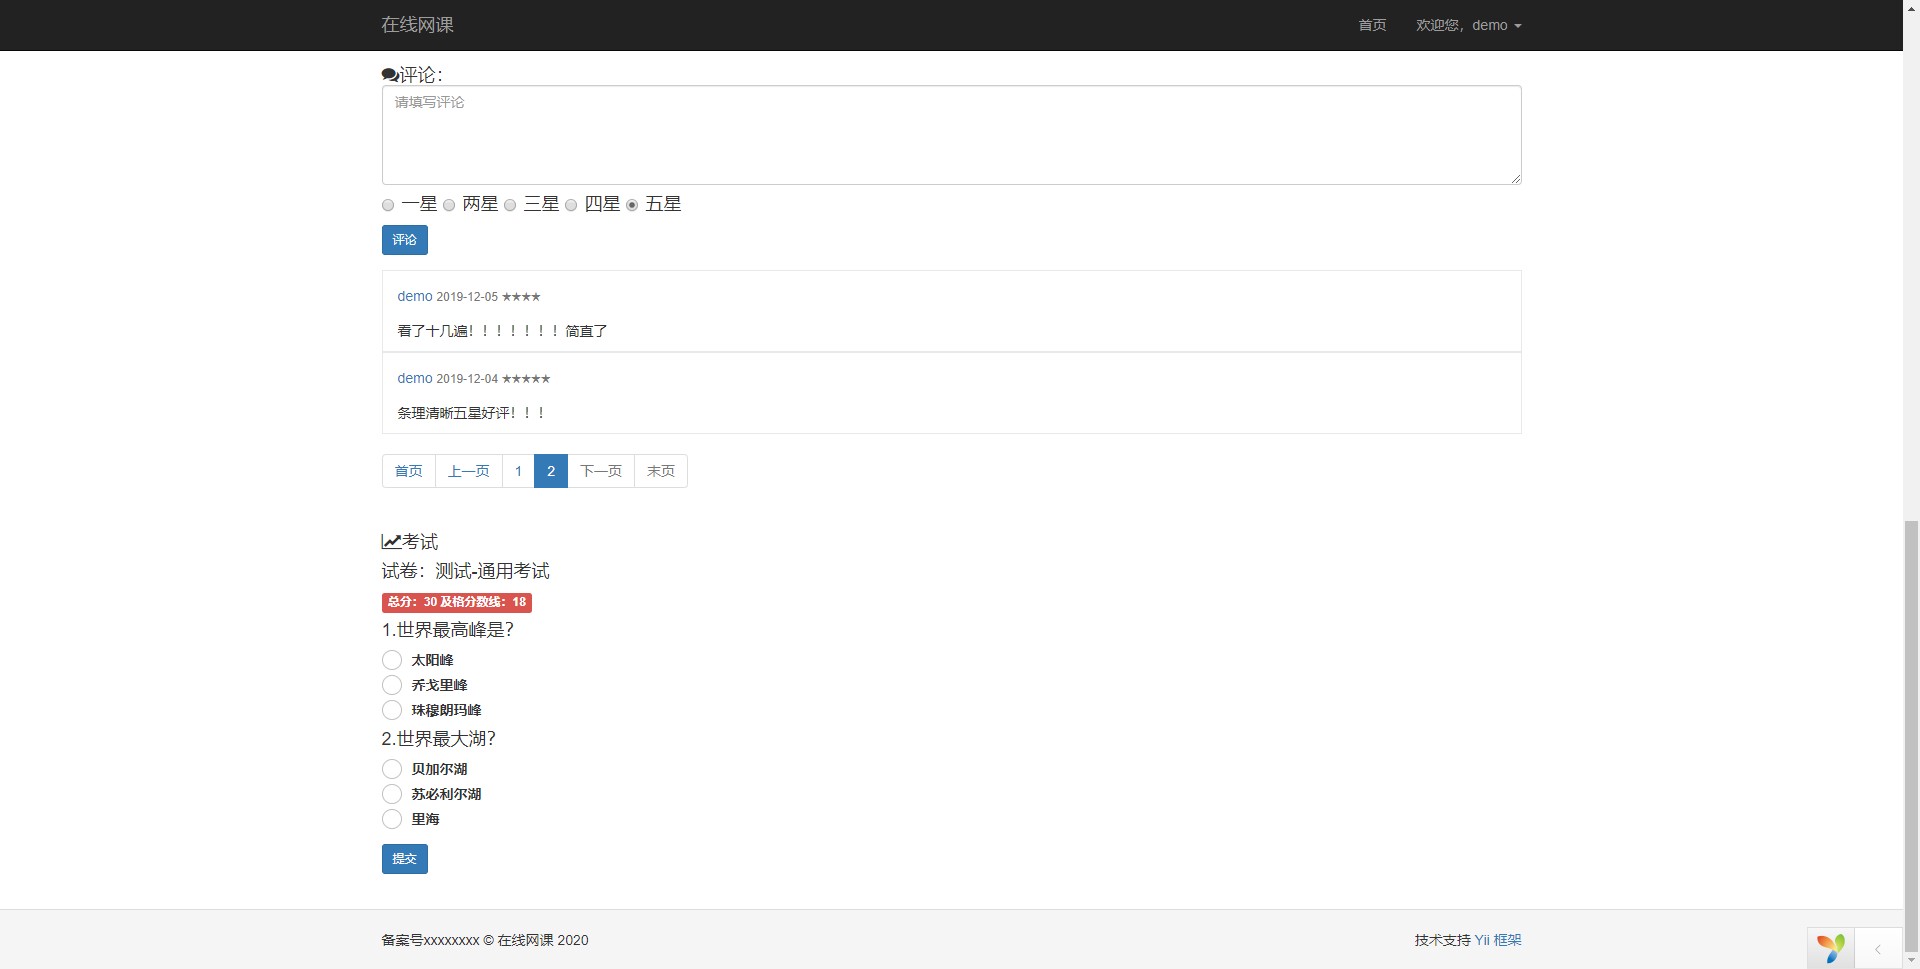 在线网课 首页 欢迎您，demo
评论：
请填写评论
一星 两星 三星 四星 五星
评论
demo 2019-12-05 ★★★★
看了十几遍！！！！！！！简直了
demo 2019-12-04 ★★★★★
条理清晰五星好评！！！
首页 上一页 1 2 下一页 末页
考试
试卷：测试-通用考试
总分：30 及格分数线：18
1.世界最高峰是？
太阳峰
乔戈里峰
珠穆朗玛峰
2.世界最大湖？
贝加尔湖
苏必利尔湖
里海
提交
备案号xxxxxxxx © 在线网课 2020 技术支持 Yii 框架